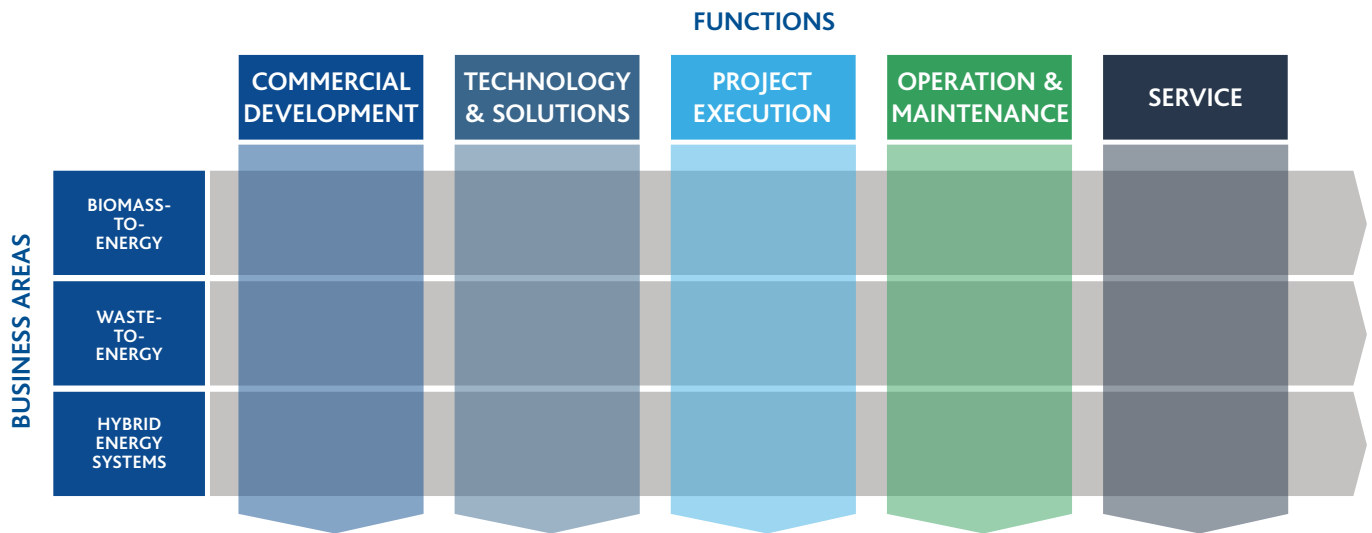 FUNCTIONS
COMMERCIAL
DEVELOPMENT
TECHNOLOGY
& SOLUTIONS
PROJECT
EXECUTION
OPERATION &
MAINTENANCE
SERVICE
BUSINESS AREAS
BIOMASS-
TO-
ENERGY
WASTE-
TO-
ENERGY
HYBRID
ENERGY
SYSTEMS